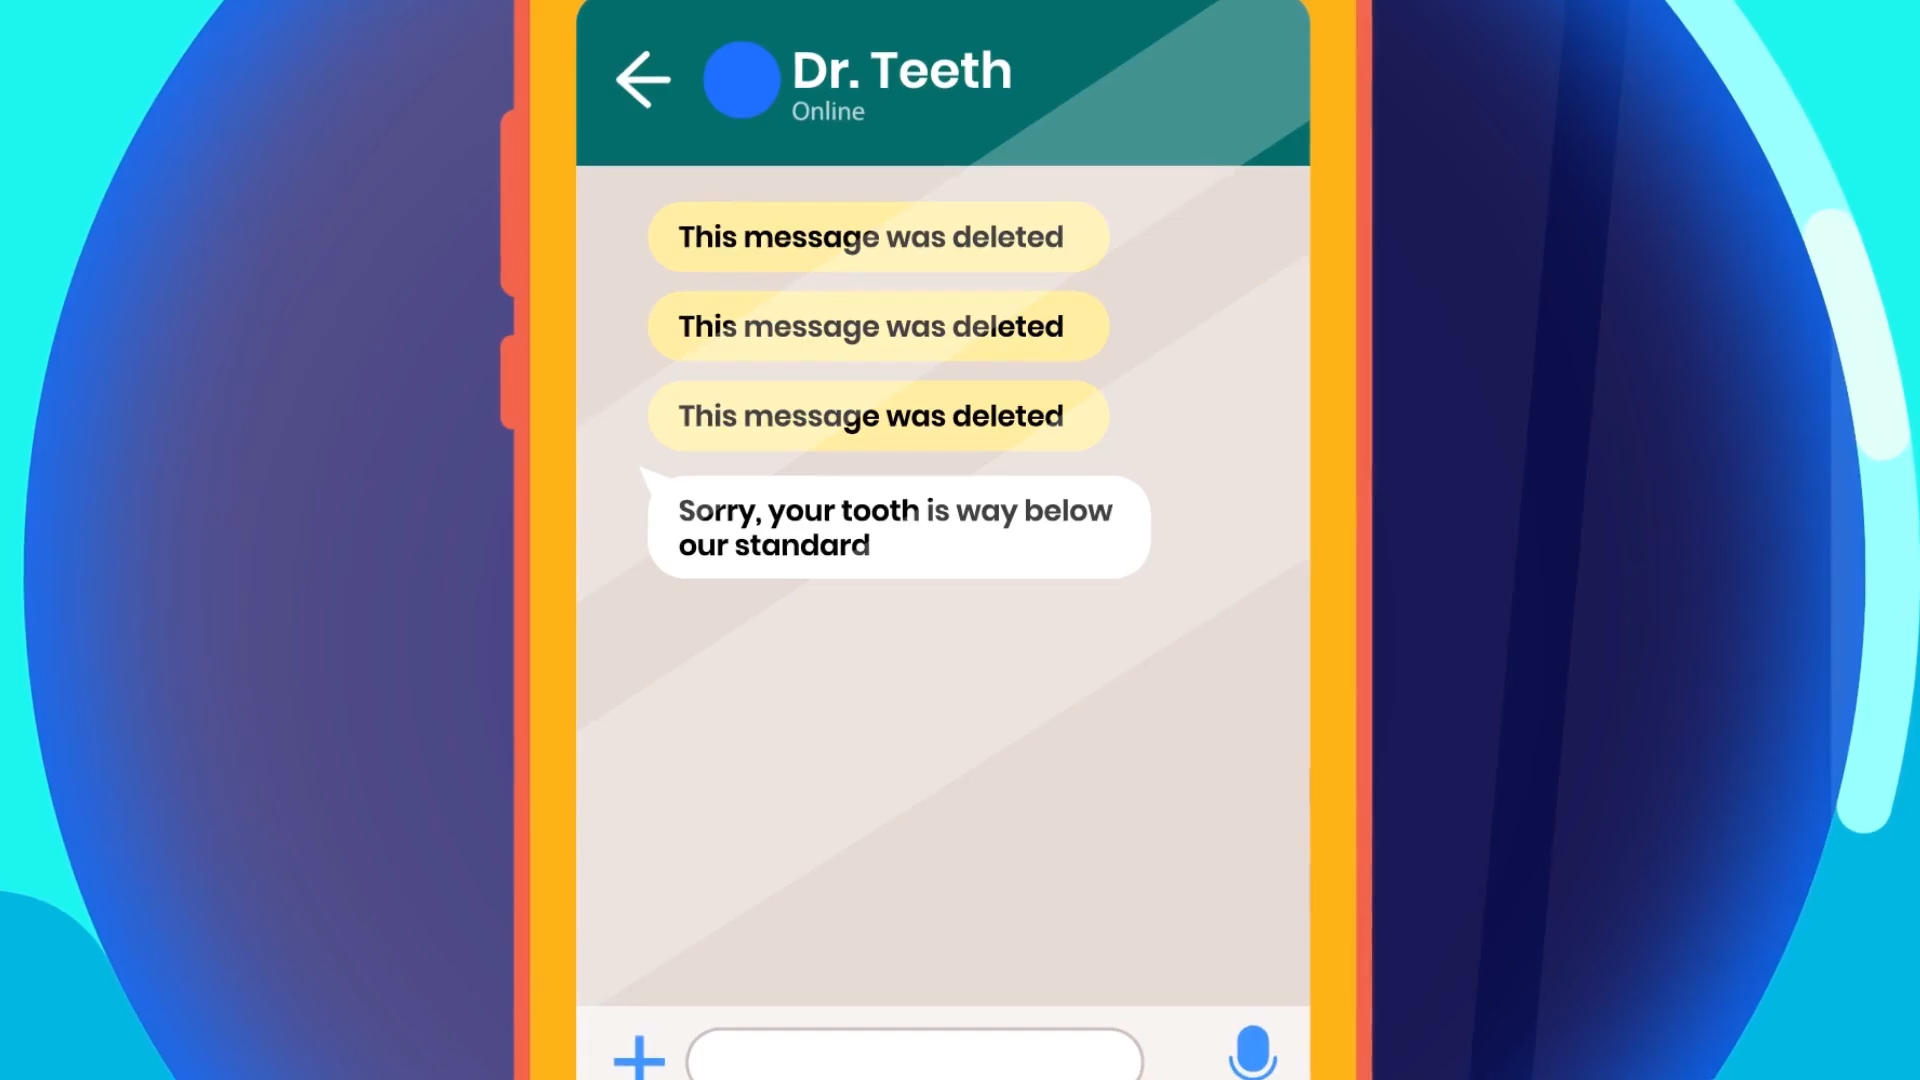 Dr. Teeth
Online
This message was deleted
This message was deleted
This message was deleted
Sorry, your tooth is way below
our standard